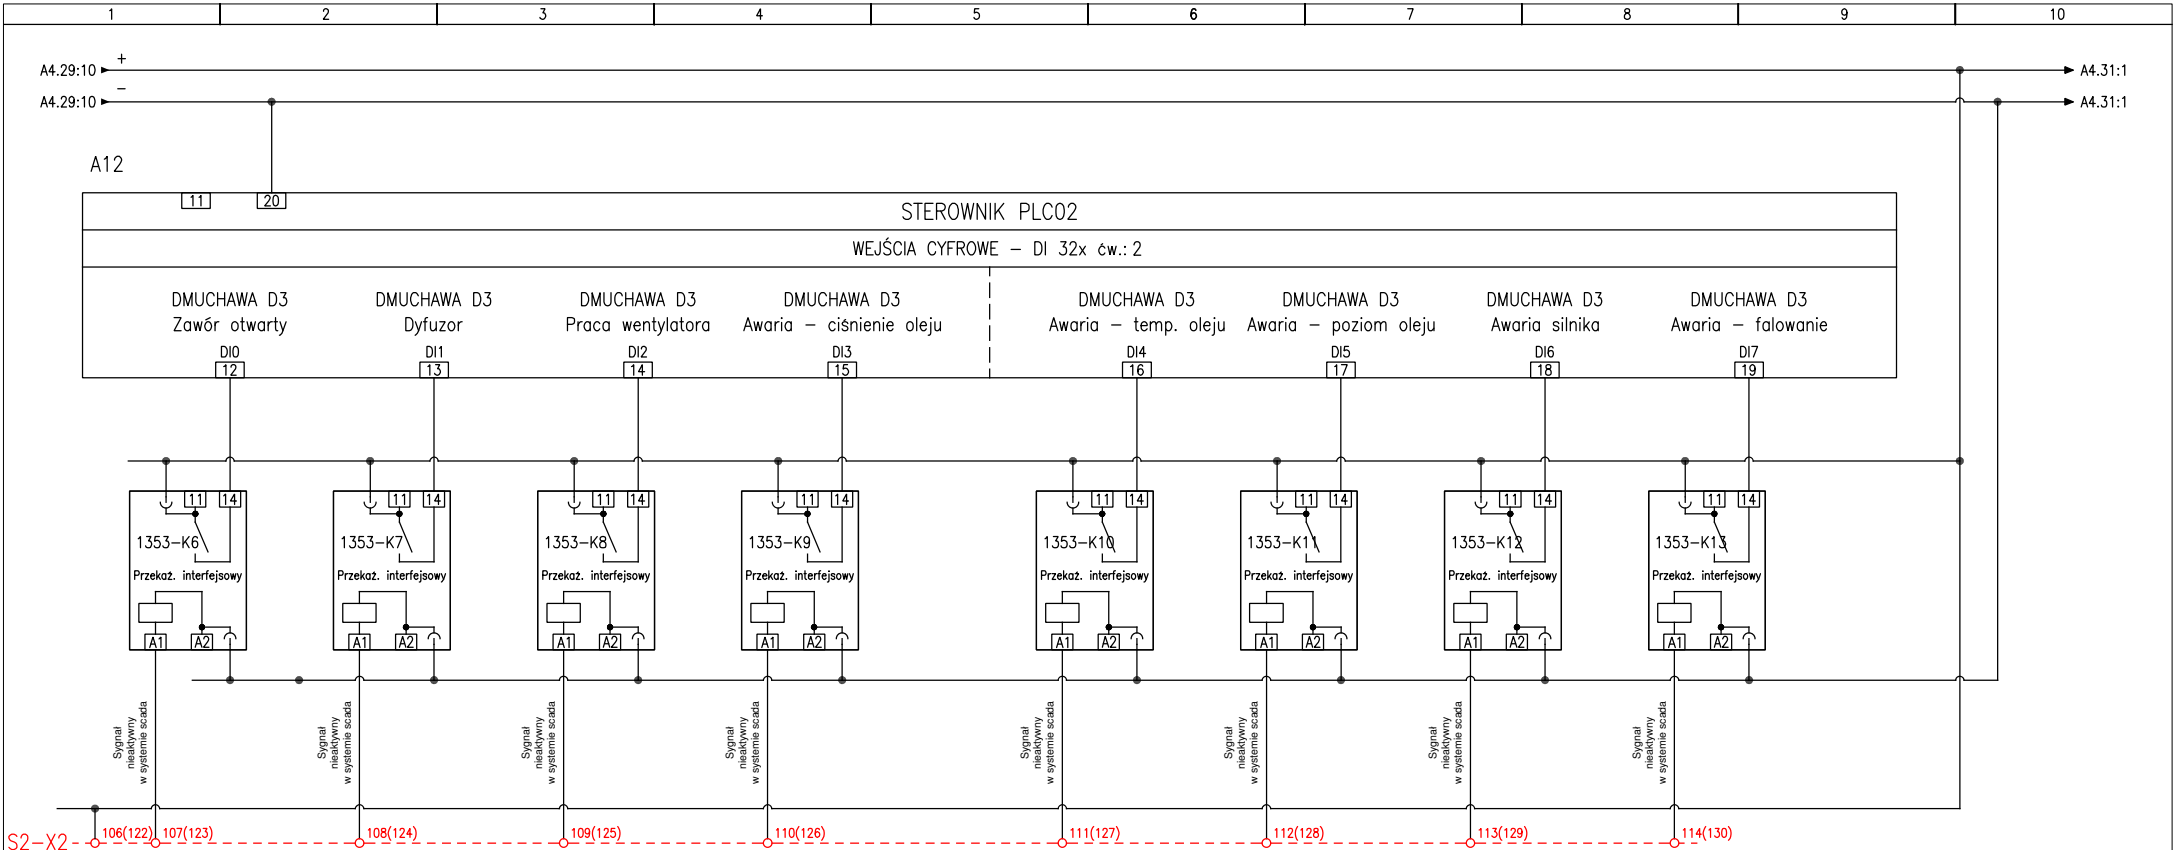 1 2 3 4 5 6 7 8 9 10
A4.29:10 + A4.31:1
A4.29:10 − A4.31:1
A12
11 20
STEROWNIK PLC02
WEJŚCIA CYFROWE − DI 32x ćw.: 2
DMUCHAWA D3 DMUCHAWA D3 DMUCHAWA D3 DMUCHAWA D3 DMUCHAWA D3 DMUCHAWA D3 DMUCHAWA D3 DMUCHAWA D3
Zawór otwarty Dyfuzor Praca wentylatora Awaria − ciśnienie oleju Awaria − temp. oleju Awaria − poziom oleju Awaria silnika Awaria − falowanie
DI0 DI1 DI2 DI3 DI4 DI5 DI6 DI7
12 13 14 15 16 17 18 19
11 14 11 14 11 14 11 14 11 14 11 14 11 14 11 14
1353−K6 1353−K7 1353−K8 1353−K9 1353−K10 1353−K11 1353−K12 1353−K13
Przekaź. interfejsowy Przekaź. interfejsowy Przekaź. interfejsowy Przekaź. interfejsowy Przekaź. interfejsowy Przekaź. interfejsowy Przekaź. interfejsowy Przekaź. interfejsowy
A1 A2 A1 A2 A1 A2 A1 A2 A1 A2 A1 A2 A1 A2 A1 A2
Sygnał
nieaktywny
w systemie scada
Sygnał
nieaktywny
w systemie scada
Sygnał
nieaktywny
w systemie scada
Sygnał
nieaktywny
w systemie scada
Sygnał
nieaktywny
w systemie scada
Sygnał
nieaktywny
w systemie scada
Sygnał
nieaktywny
w systemie scada
Sygnał
nieaktywny
w systemie scada
S2−X2 106(122) 107(123) 108(124) 109(125) 110(126) 111(127) 112(128) 113(129) 114(130)